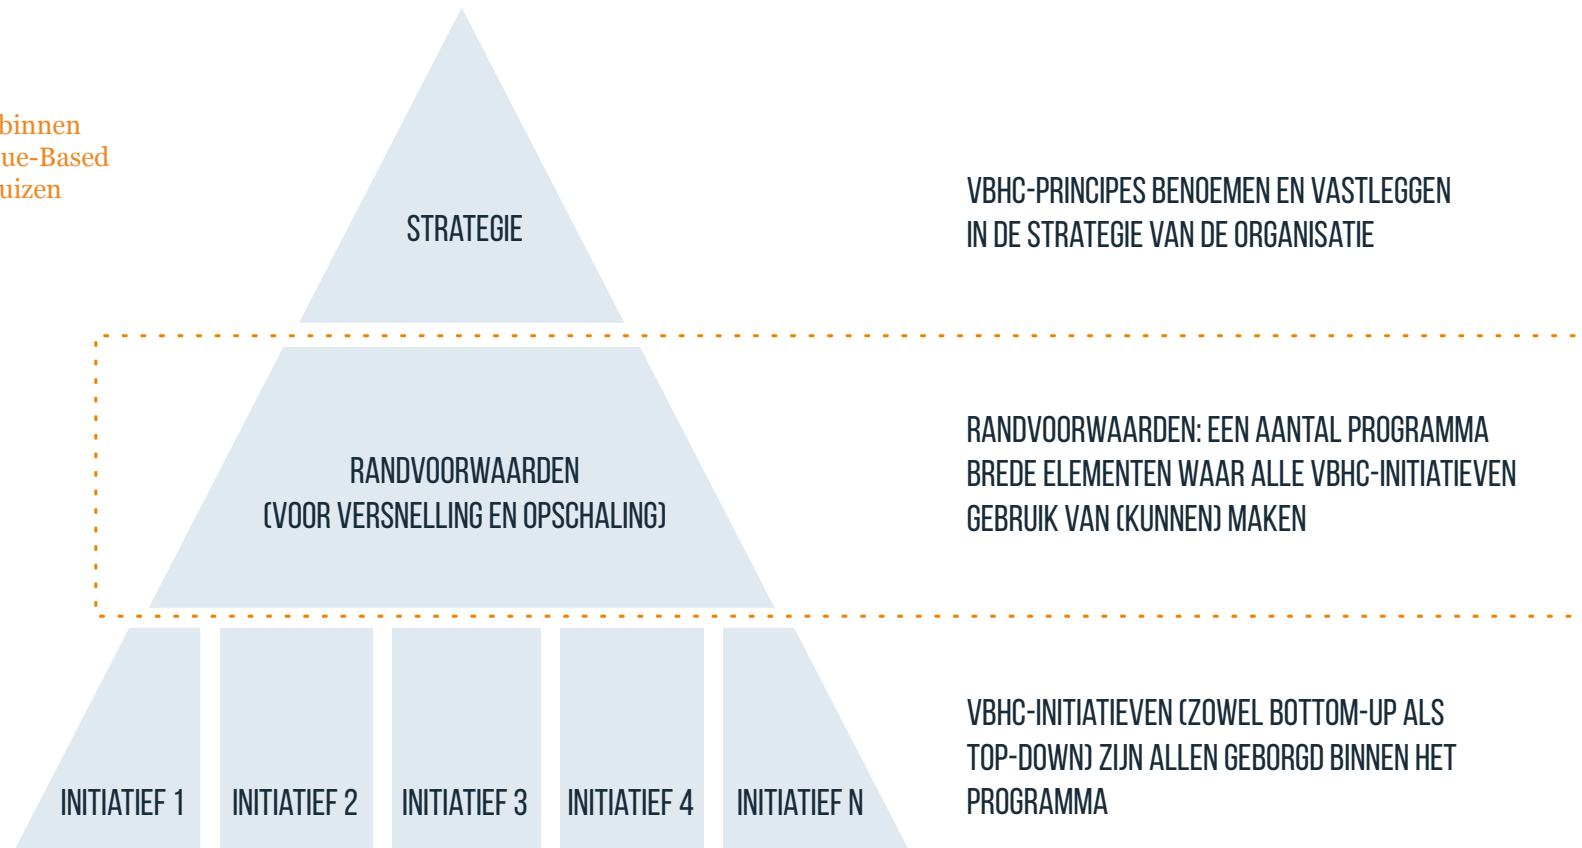 binnen
ue-Based
uizen
STRATEGIE
VBHC-PRINCIPES BENOEMEN EN VASTLEGGEN
IN DE STRATEGIE VAN DE ORGANISATIE
RANDVOORWAARDEN
(VOOR VERSNELLING EN OPSCHALING)
RANDVOORWAARDEN: EEN AANTAL PROGRAMMA
BREDE ELEMENTEN WAAR ALLE VBHC-INITIATIEVEN
GEBRUIK VAN (KUNNEN) MAKEN
INITIATIEF 1
INITIATIEF 2
INITIATIEF 3
INITIATIEF 4
INITIATIEF N
VBHC-INITIATIEVEN (ZOWEL BOTTOM-UP ALS
TOP-DOWN) ZIJN ALLEN GEBORGD BINNEN HET
PROGRAMMA